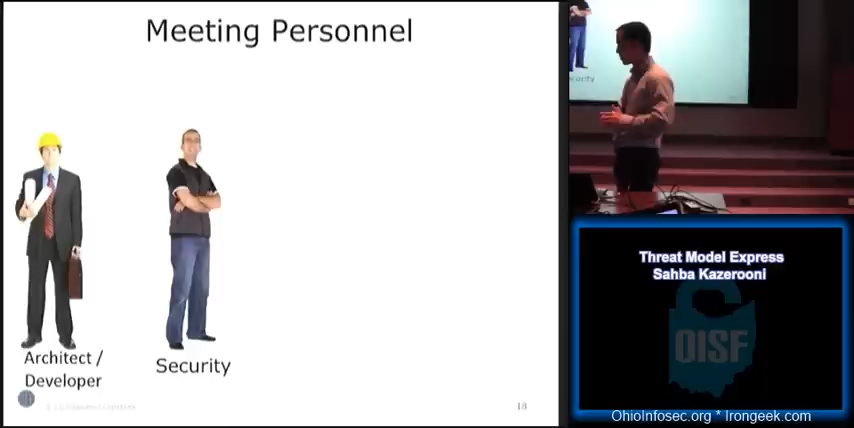 Meeting Personnel
Architect /
Developer
Security
18
Threat Model Express
Sahba Kazerooni
OISF
OhioInfosec.org * Irongeek.com